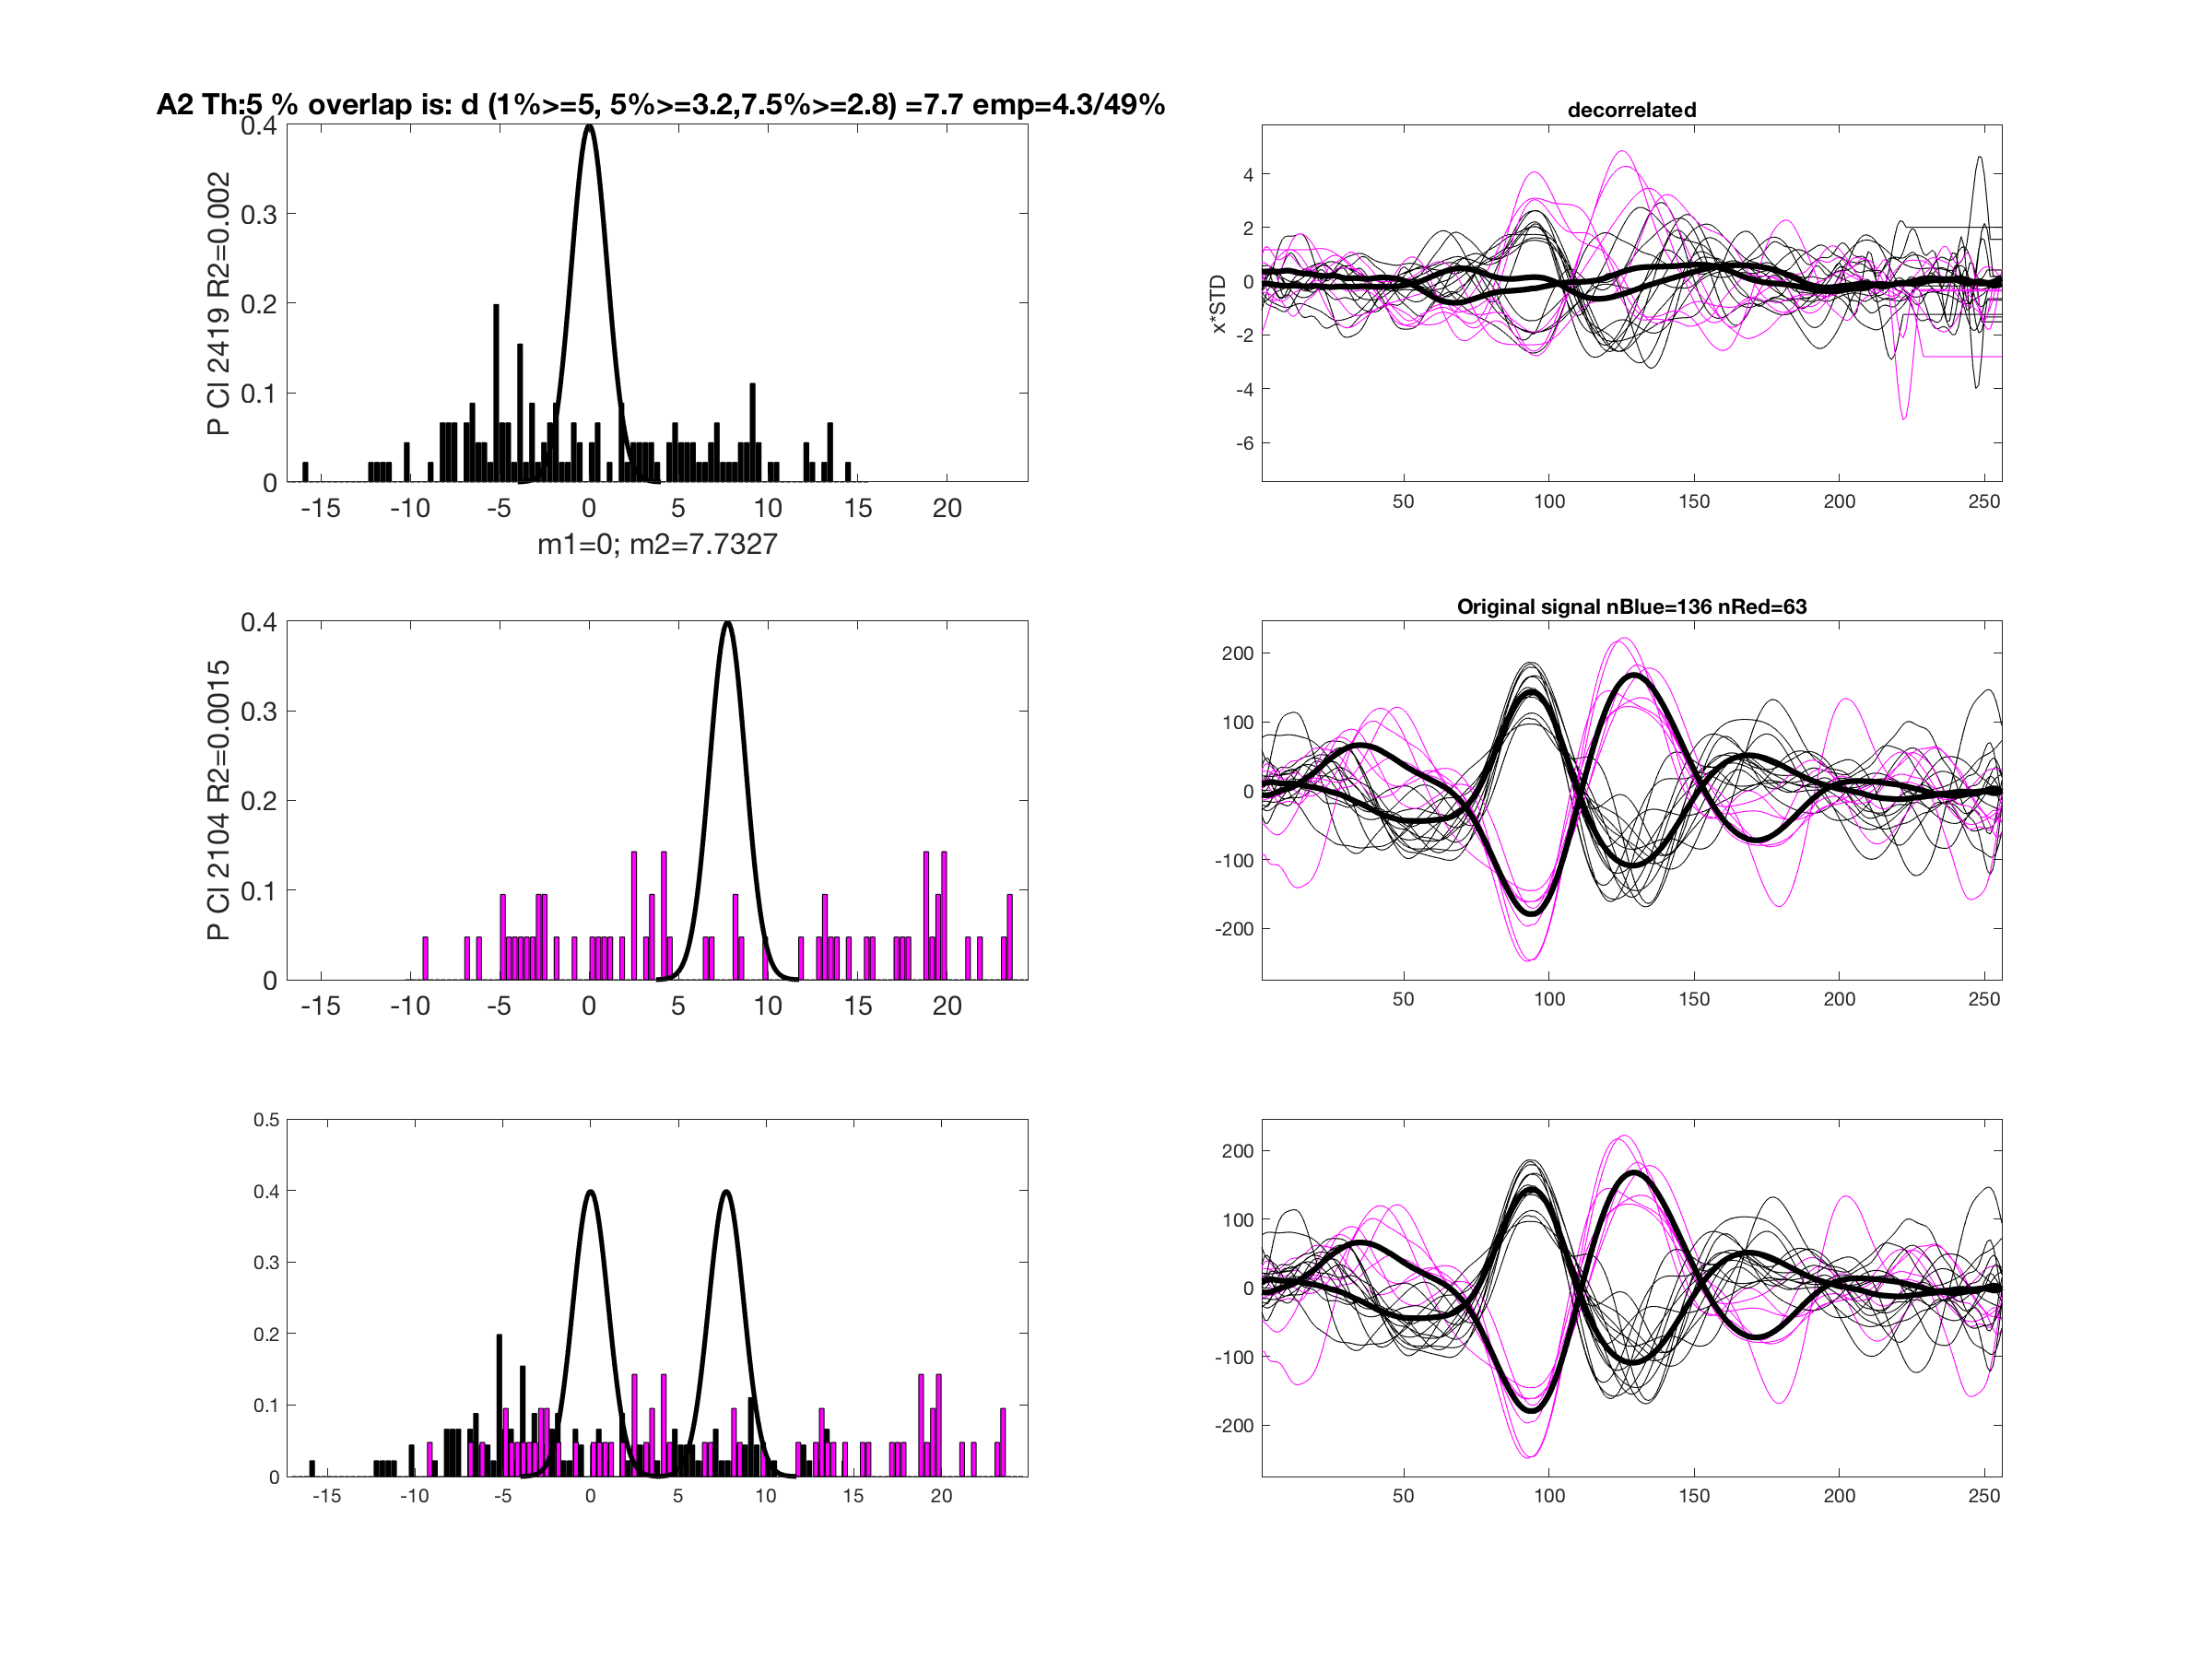 A2 Th:5 % overlap is: d (1%>=5, 5%>=3.2,7.5%>=2.8) =7.7 emp=4.3/49%
P Cl 2419 R2=0.002
0.4
0.3
0.2
0.1
0
-15 -10 -5 0 5 10 15 20
m1=0; m2=7.7327
decorrelated
x*STD
4
2
0
-2
-4
-6
50 100 150 200 250
P Cl 2104 R2=0.0015
0.4
0.3
0.2
0.1
0
-15 -10 -5 0 5 10 15 20
Original signal nBlue=136 nRed=63
200
100
0
-100
-200
50 100 150 200 250
0.5
0.4
0.3
0.2
0.1
0
-15 -10 -5 0 5 10 15 20
200
100
0
-100
-200
50 100 150 200 250